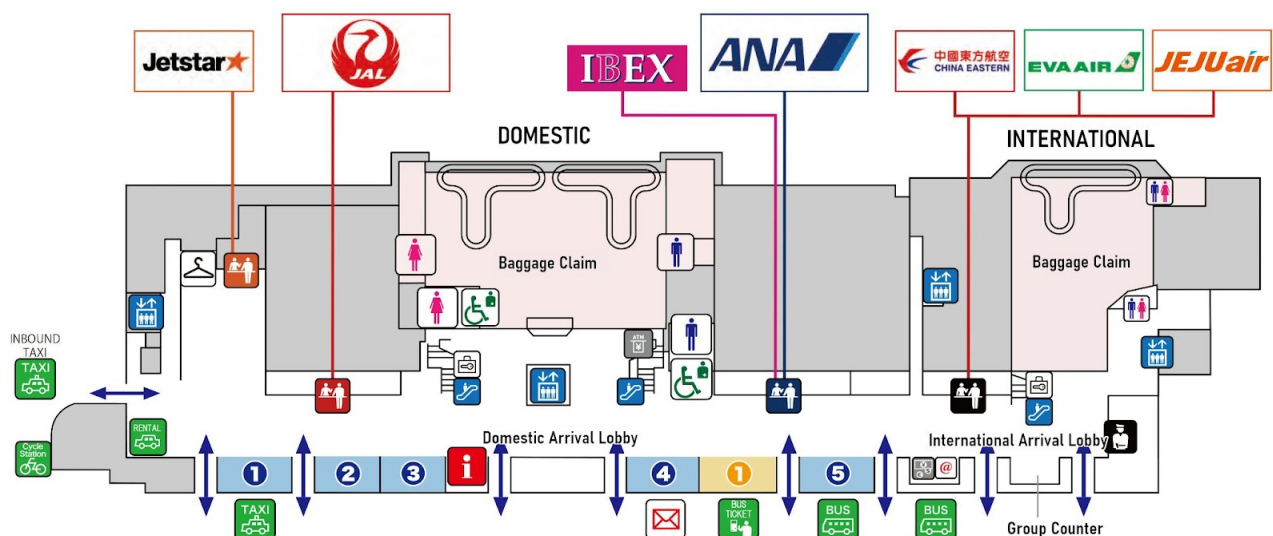 Jetstar
JAL
IBEX
ANA
中國東方航空
CHINA EASTERN
EVA AIR
JEJUair
DOMESTIC
INTERNATIONAL
Baggage Claim
Baggage Claim
ATM
¥
INBOUND
TAXI
TAXI
RENTAL
Cycle
Station
Domestic Arrival Lobby
International Arrival Lobby
1
2
3
i
4
1
5
@
TAXI
BUS
TICKET
BUS
BUS
Group Counter